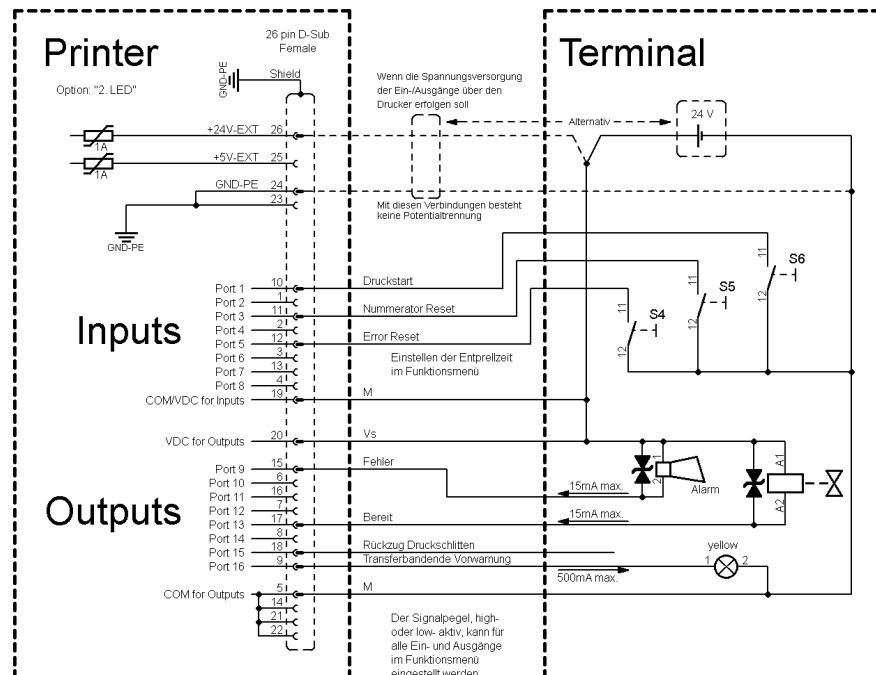 Printer
Terminal
26 pin D-Sub
Female
Option: "2. LED"
GND-PE
Shield
Wenn die Spannungsversorgung
der Ein-/Ausgänge über den
Drucker erfolgen soll
Alternativ
24 V
+24V-EXT 26
1A
+5V-EXT 25
1A
GND-PE 24
23
GND-PE
Mit diesen Verbindungen besteht
keine Potentialtrennung
11
12
S6
11
12
S5
11
12
S4
Inputs
Port 1 10 Druckstart
Port 2 1
Port 3 11 Nummerator Reset
Port 4 2
Port 5 12 Error Reset
Port 6 3
Port 7 13
Port 8 4
Einstellen der Entprellzeit
im Funktionsmenü
COM/VDC for Inputs 19 M
VDC for Outputs 20 Vs
Outputs
Port 9 15 Fehler
Port 10 6
Port 11 16
Port 12 7
Port 13 17 Bereit
Port 14 8
Port 15 18 Rückzug Druckschlitten
Port 16 9 Transferbandende Vorwarnung
15mA max.
1
2
Alarm
A1
A2
15mA max.
yellow
1 2
500mA max.
COM for Outputs 5 M
14
21
22
Der Signalpegel, high-
oder low- aktiv, kann für
alle Ein- und Ausgänge
im Funktionsmenü
eingestellt werden